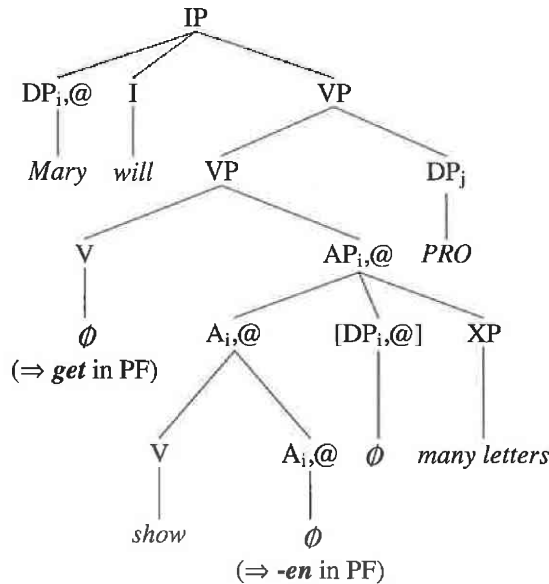 IP
DPi,@ I VP
Mary will VP DPj
V APi,@ PRO
∅ Ai,@ [DPi,@] XP
(⇒ get in PF)
V Ai,@ ∅ many letters
show ∅
(⇒ -en in PF)